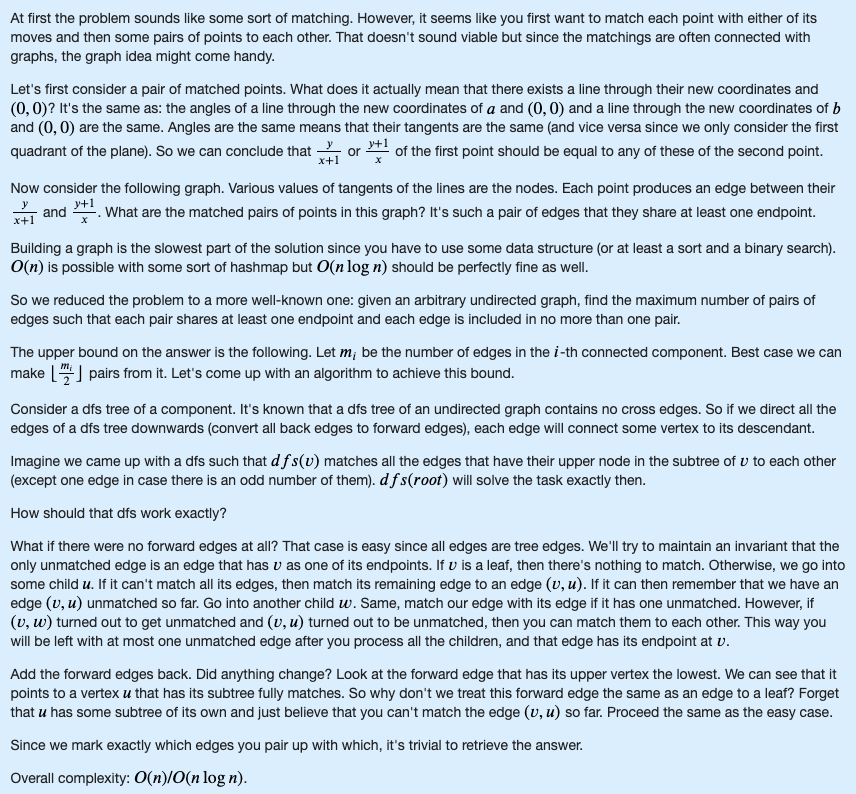 At first the problem sounds like some sort of matching. However, it seems like you first want to match each point with either of its
moves and then some pairs of points to each other. That doesn't sound viable but since the matchings are often connected with
graphs, the graph idea might come handy.
Let's first consider a pair of matched points. What does it actually mean that there exists a line through their new coordinates and
(0, 0)? It's the same as: the angles of a line through the new coordinates of a and (0, 0) and a line through the new coordinates of b
and (0, 0) are the same. Angles are the same means that their tangents are the same (and vice versa since we only consider the first
quadrant of the plane). So we can conclude that y/(x+1) or (y+1)/x of the first point should be equal to any of these of the second point.
Now consider the following graph. Various values of tangents of the lines are the nodes. Each point produces an edge between their
y/(x+1) and (y+1)/x. What are the matched pairs of points in this graph? It's such a pair of edges that they share at least one endpoint.
Building a graph is the slowest part of the solution since you have to use some data structure (or at least a sort and a binary search).
O(n) is possible with some sort of hashmap but O(n log n) should be perfectly fine as well.
So we reduced the problem to a more well-known one: given an arbitrary undirected graph, find the maximum number of pairs of
edges such that each pair shares at least one endpoint and each edge is included in no more than one pair.
The upper bound on the answer is the following. Let mᵢ be the number of edges in the i-th connected component. Best case we can
make ⌊mᵢ/2⌋ pairs from it. Let's come up with an algorithm to achieve this bound.
Consider a dfs tree of a component. It's known that a dfs tree of an undirected graph contains no cross edges. So if we direct all the
edges of a dfs tree downwards (convert all back edges to forward edges), each edge will connect some vertex to its descendant.
Imagine we came up with a dfs such that dfs(v) matches all the edges that have their upper node in the subtree of v to each other
(except one edge in case there is an odd number of them). dfs(root) will solve the task exactly then.
How should that dfs work exactly?
What if there were no forward edges at all? That case is easy since all edges are tree edges. We'll try to maintain an invariant that the
only unmatched edge is an edge that has v as one of its endpoints. If v is a leaf, then there's nothing to match. Otherwise, we go into
some child u. If it can't match all its edges, then match its remaining edge to an edge (v, u). If it can then remember that we have an
edge (v, u) unmatched so far. Go into another child w. Same, match our edge with its edge if it has one unmatched. However, if
(v, w) turned out to get unmatched and (v, u) turned out to be unmatched, then you can match them to each other. This way you
will be left with at most one unmatched edge after you process all the children, and that edge has its endpoint at v.
Add the forward edges back. Did anything change? Look at the forward edge that has its upper vertex the lowest. We can see that it
points to a vertex u that has its subtree fully matches. So why don't we treat this forward edge the same as an edge to a leaf? Forget
that u has some subtree of its own and just believe that you can't match the edge (v, u) so far. Proceed the same as the easy case.
Since we mark exactly which edges you pair up with which, it's trivial to retrieve the answer.
Overall complexity: O(n)/O(n log n).